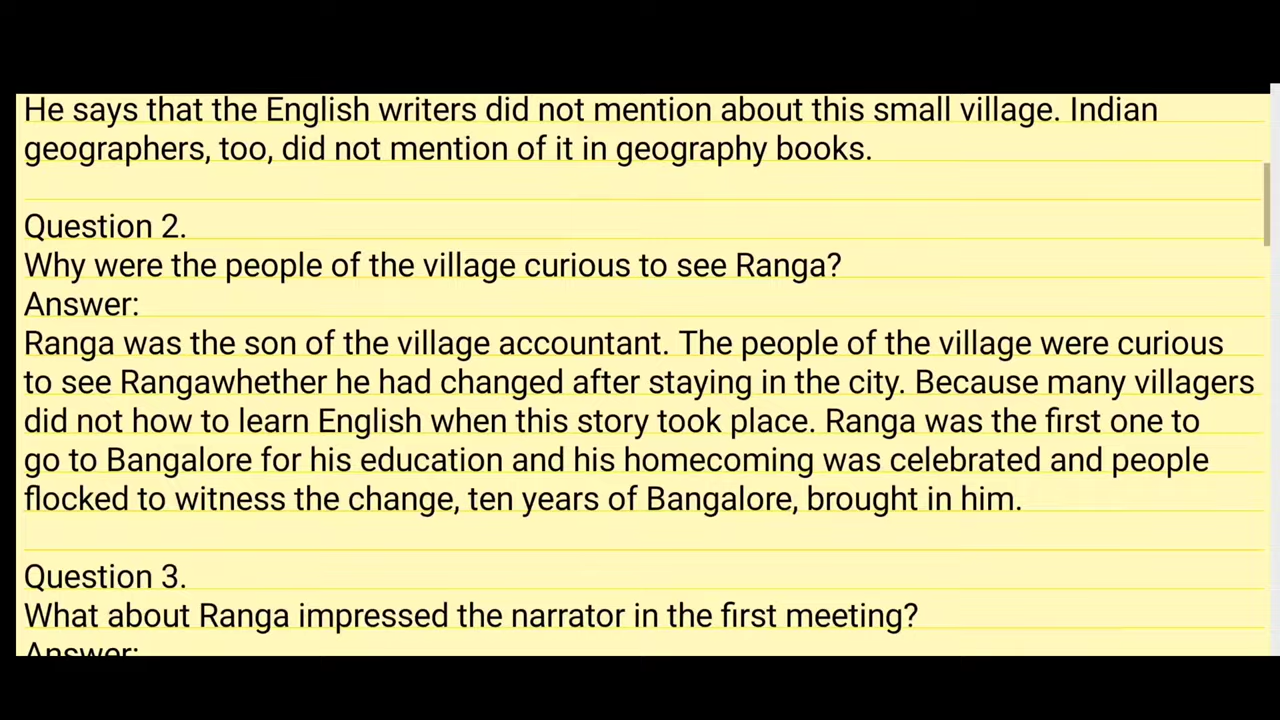 He says that the English writers did not mention about this small village. Indian
geographers, too, did not mention of it in geography books.
Question 2.
Why were the people of the village curious to see Ranga?
Answer:
Ranga was the son of the village accountant. The people of the village were curious
to see Rangawhether he had changed after staying in the city. Because many villagers
did not how to learn English when this story took place. Ranga was the first one to
go to Bangalore for his education and his homecoming was celebrated and people
flocked to witness the change, ten years of Bangalore, brought in him.
Question 3.
What about Ranga impressed the narrator in the first meeting?
Answer: